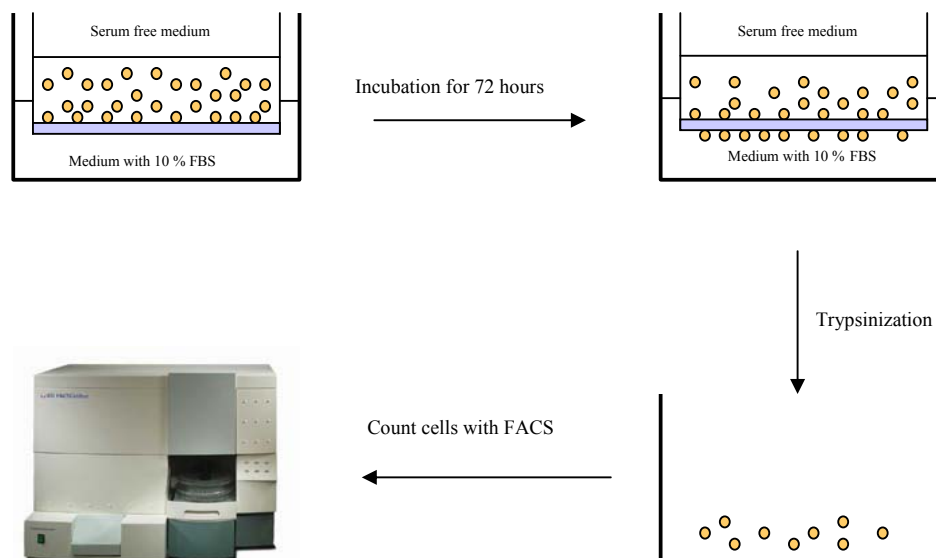 Serum free medium
Serum free medium
Incubation for 72 hours
Medium with 10 % FBS
Medium with 10 % FBS
Trypsinization
Count cells with FACS